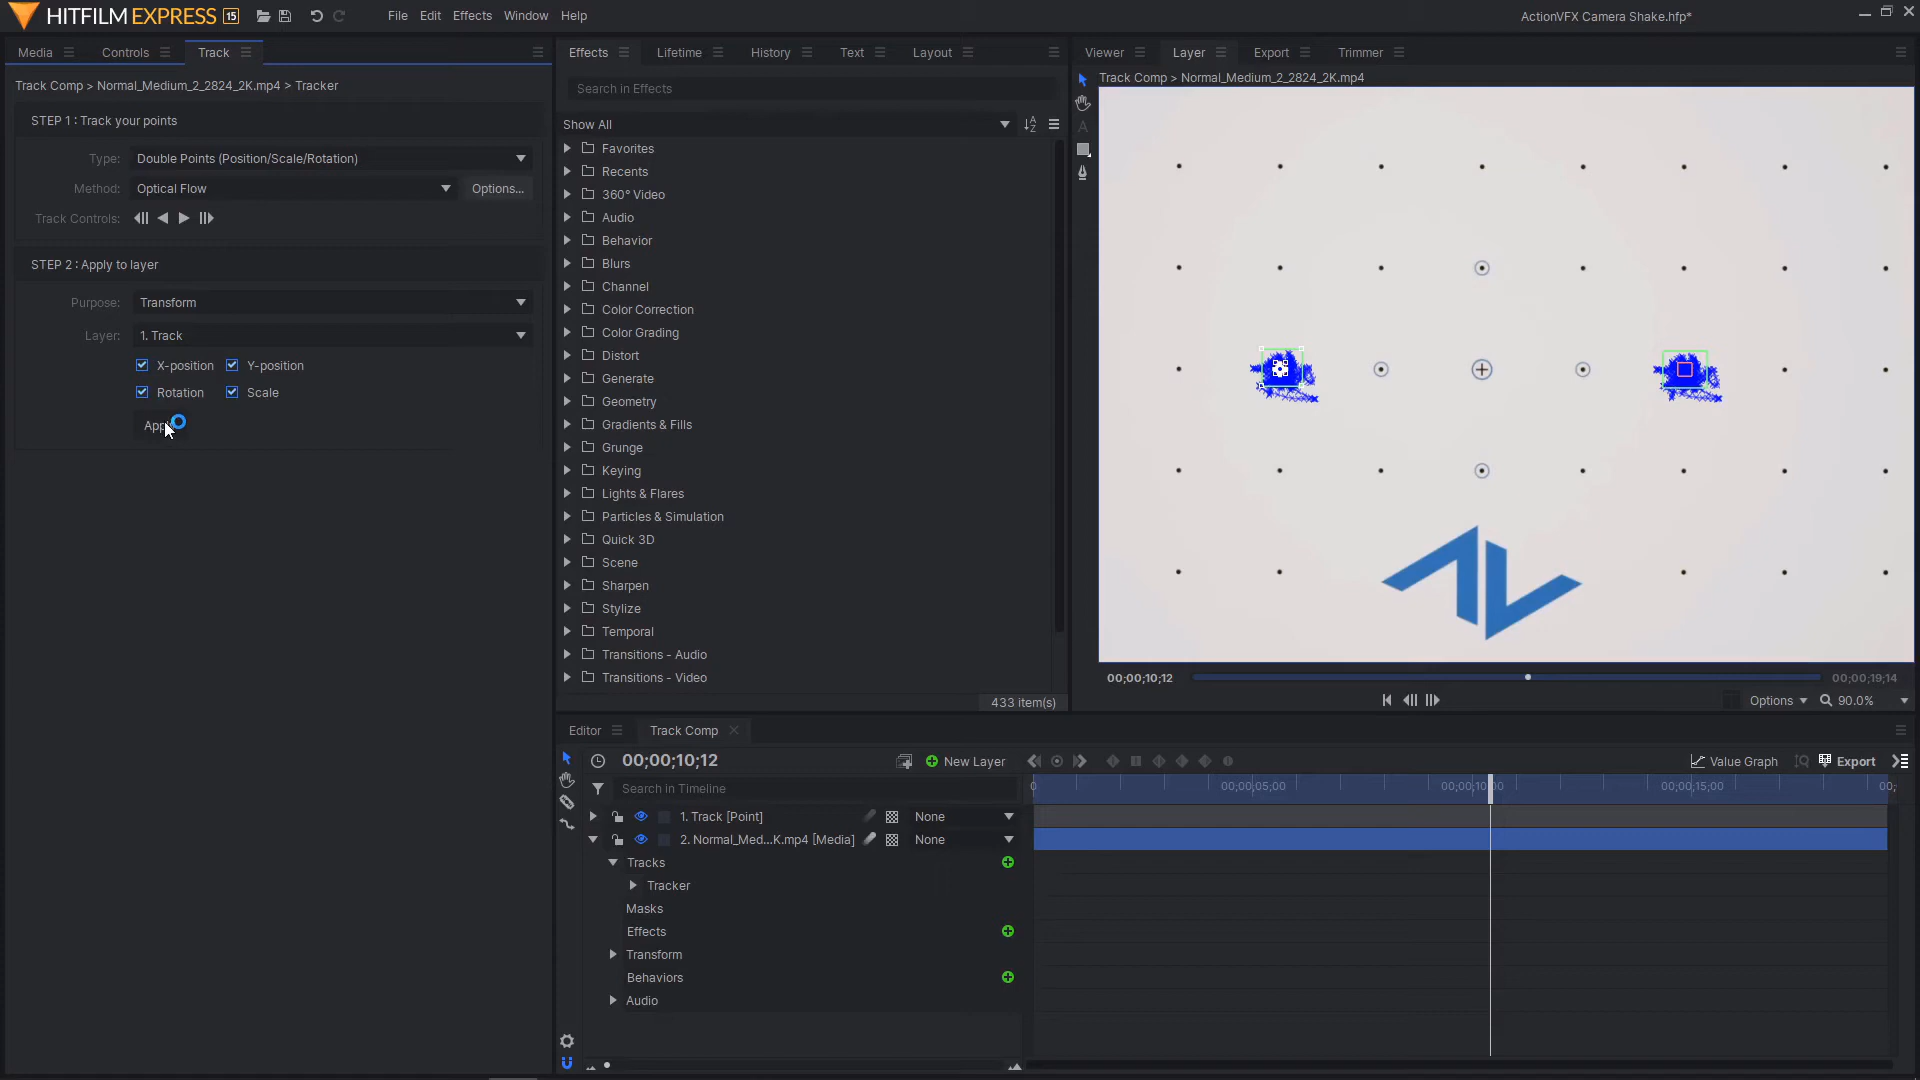 HITFILM EXPRESS 15
File Edit Effects Window Help
ActionVFX Camera Shake.hfp*
Media Controls Track
Track Comp > Normal_Medium_2_2824_2K.mp4 > Tracker
STEP 1 : Track your points
Type: Double Points (Position/Scale/Rotation)
Method: Optical Flow Options...
Track Controls:
STEP 2 : Apply to layer
Purpose: Transform
Layer: 1. Track
X-position Y-position
Rotation Scale
Effects Lifetime History Text Layout
Search in Effects
Show All
Favorites
Recents
360° Video
Audio
Behavior
Blurs
Channel
Color Correction
Color Grading
Distort
Generate
Geometry
Gradients & Fills
Grunge
Keying
Lights & Flares
Particles & Simulation
Quick 3D
Scene
Sharpen
Stylize
Temporal
Transitions - Audio
Transitions - Video
433 item(s)
Viewer Layer Export Trimmer
Track Comp > Normal_Medium_2_2824_2K.mp4
00;00;10;12 00;00;19;14
Options 90.0%
Editor Track Comp
00;00;10;12 New Layer Value Graph Export
Search in Timeline
0 00;00;05;00 00;00;15;00
1. Track [Point] None
2. Normal_Med...K.mp4 [Media] None
Tracks
Tracker
Masks
Effects
Transform
Behaviors
Audio